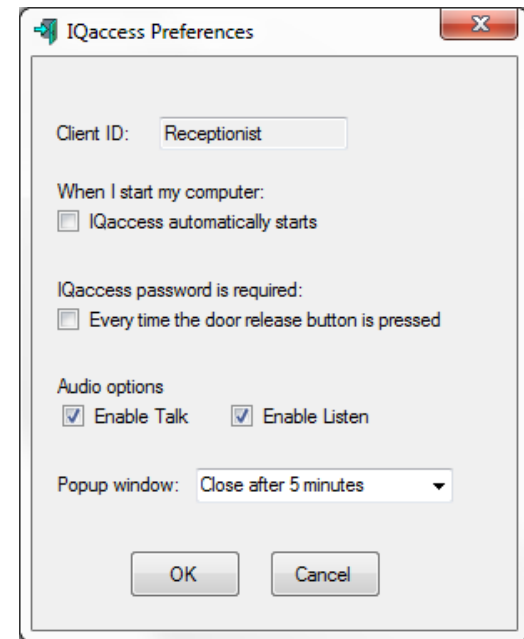 IQaccess Preferences
Client ID: Receptionist
When I start my computer:
IQaccess automatically starts
IQaccess password is required:
Every time the door release button is pressed
Audio options
Enable Talk Enable Listen
Popup window: Close after 5 minutes
OK Cancel